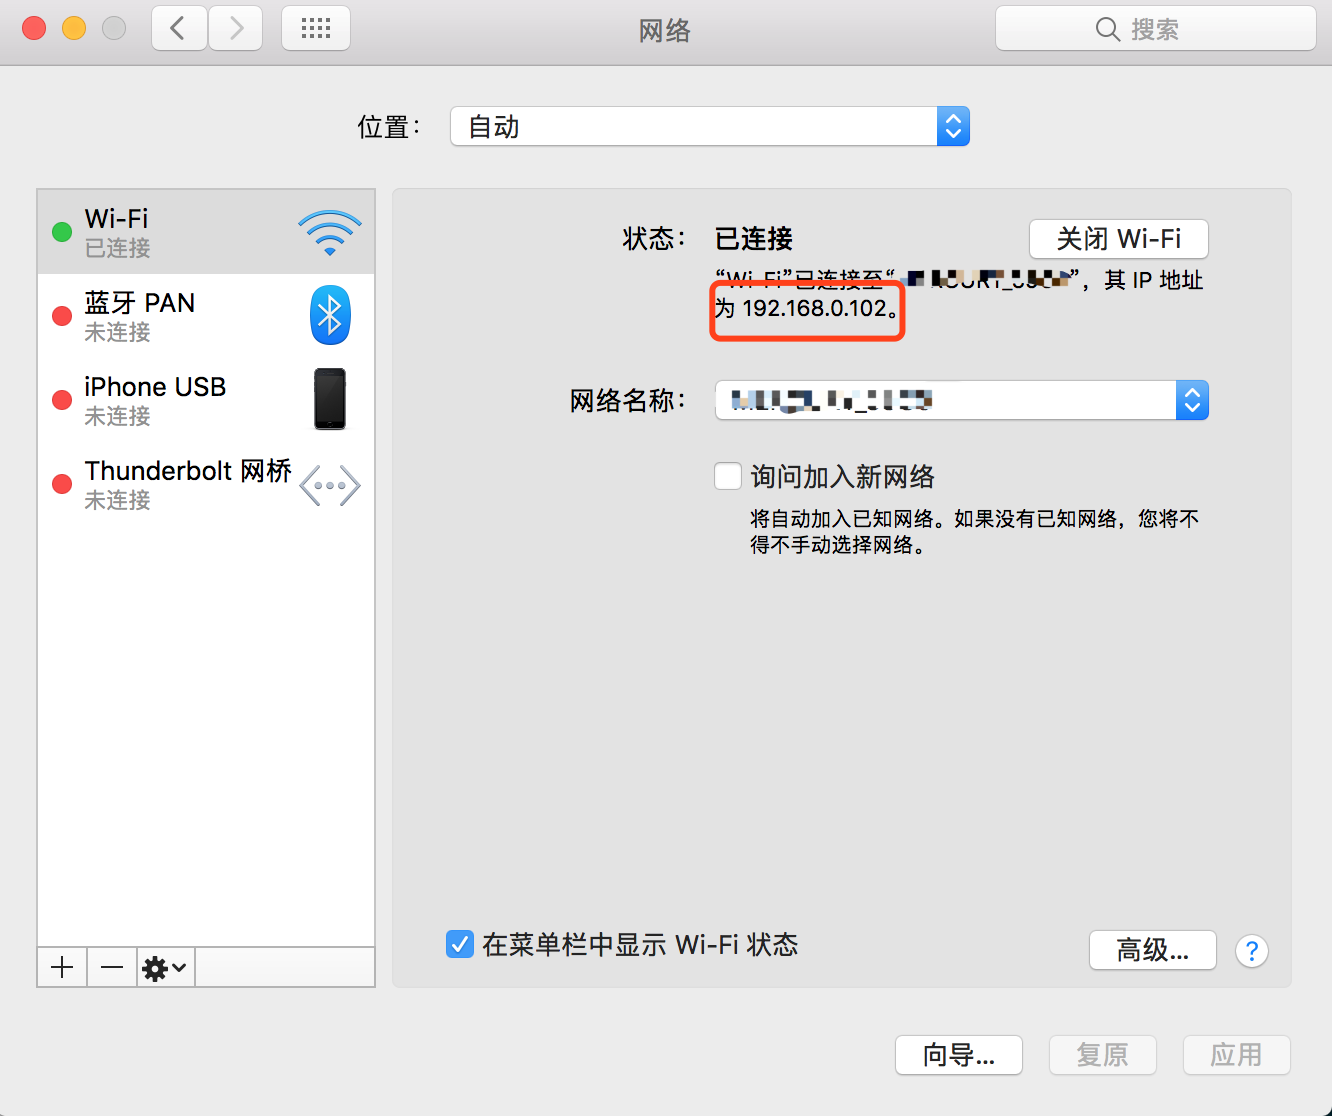 网络
搜索
位置：
自动
Wi-Fi
已连接
蓝牙 PAN
未连接
iPhone USB
未连接
Thunderbolt 网桥
未连接
状态：
已连接
关闭 Wi-Fi
“Wi-Fi”已连接至“ ”，其 IP 地址
为 192.168.0.102。
网络名称：
询问加入新网络
将自动加入已知网络。如果没有已知网络，您将不
得不手动选择网络。
在菜单栏中显示 Wi-Fi 状态
高级...
?
向导...
复原
应用